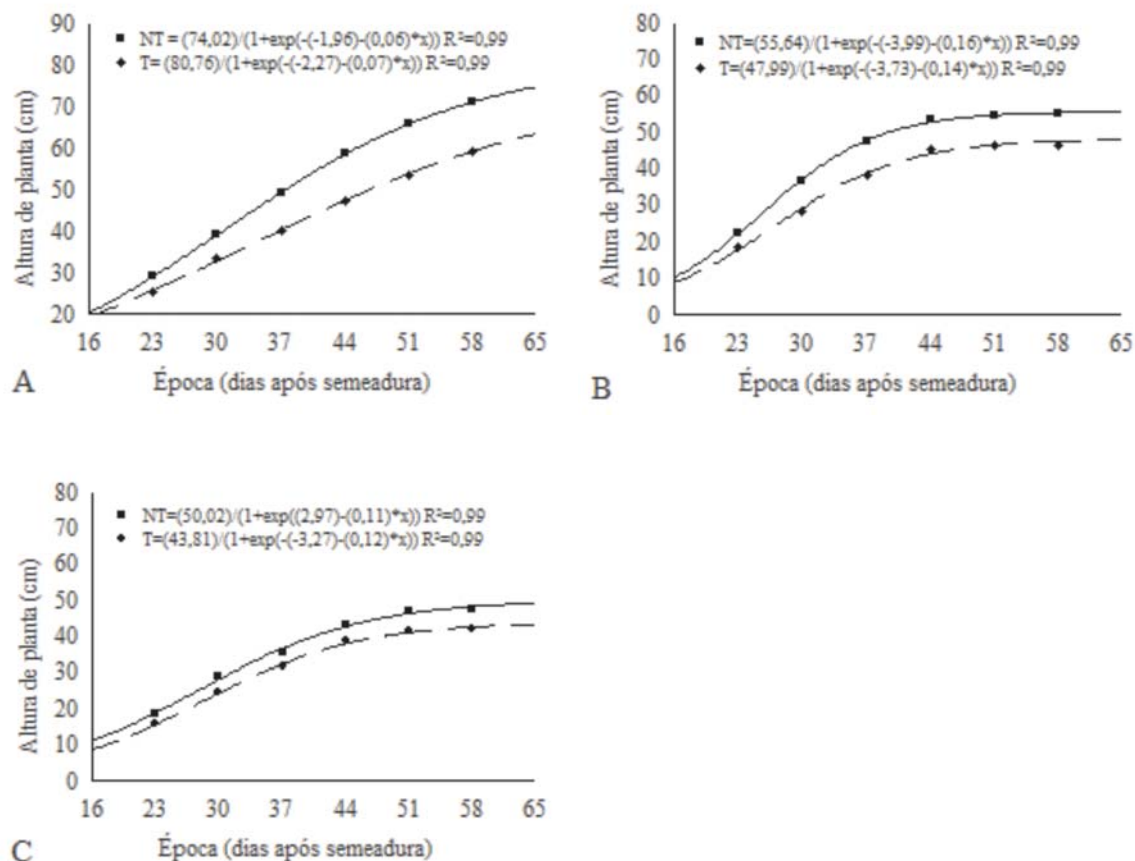 90
80
70
60
50
40
30
20
Altura de planta (cm)
NT = (74,02)/(1+exp(-(-1,96)-(0,06)*x)) R²=0,99
T= (80,76)/(1+exp(-(-2,27)-(0,07)*x)) R²=0,99
16 23 30 37 44 51 58 65
Época (dias após semeadura)
A
80
70
60
50
40
30
20
10
0
Altura de planta (cm)
NT=(55,64)/(1+exp(-(-3,99)-(0,16)*x)) R²=0,99
T=(47,99)/(1+exp(-(-3,73)-(0,14)*x)) R²=0,99
16 23 30 37 44 51 58 65
Época (dias após semeadura)
B
80
70
60
50
40
30
20
10
0
Altura de planta (cm)
NT=(50,02)/(1+exp((2,97)-(0,11)*x)) R²=0,99
T=(43,81)/(1+exp(-(-3,27)-(0,12)*x)) R²=0,99
16 23 30 37 44 51 58 65
Época (dias após semeadura)
C